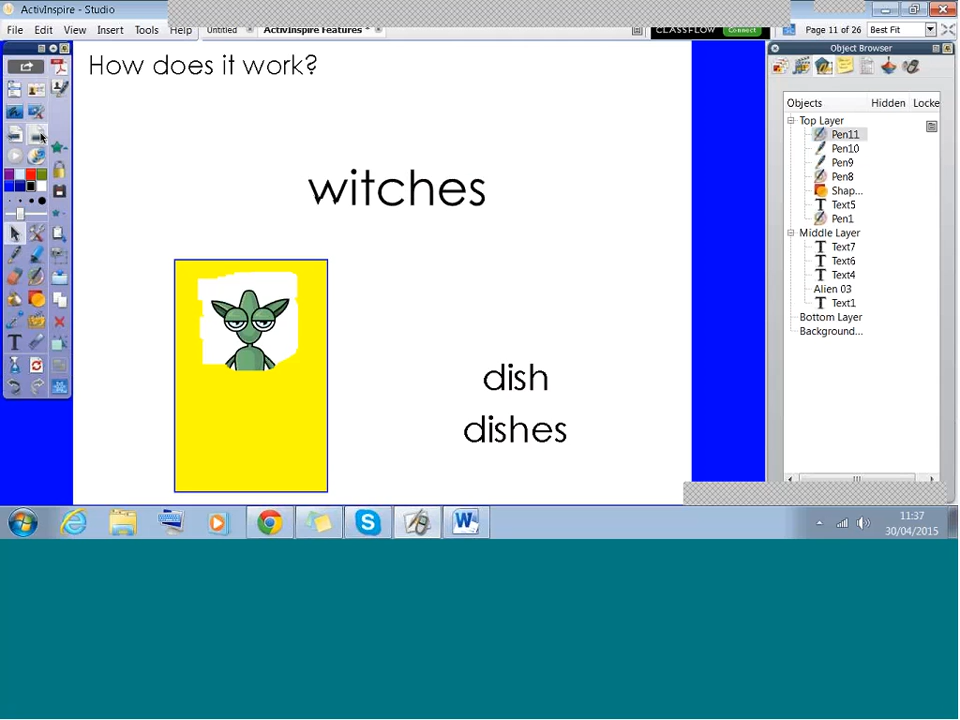 ActivInspire - Studio
File Edit View Insert Tools Help
Untitled ActivInspire Features *
CLASSFLOW Connect
Page 11 of 26 Best Fit
How does it work?
witches
dish
dishes
Object Browser
Objects Hidden Locke
Top Layer
Pen11
Pen10
Pen9
Pen8
Shap...
Text5
Pen1
Middle Layer
Text7
Text6
Text4
Alien 03
Text1
Bottom Layer
Background...
11:37
30/04/2015